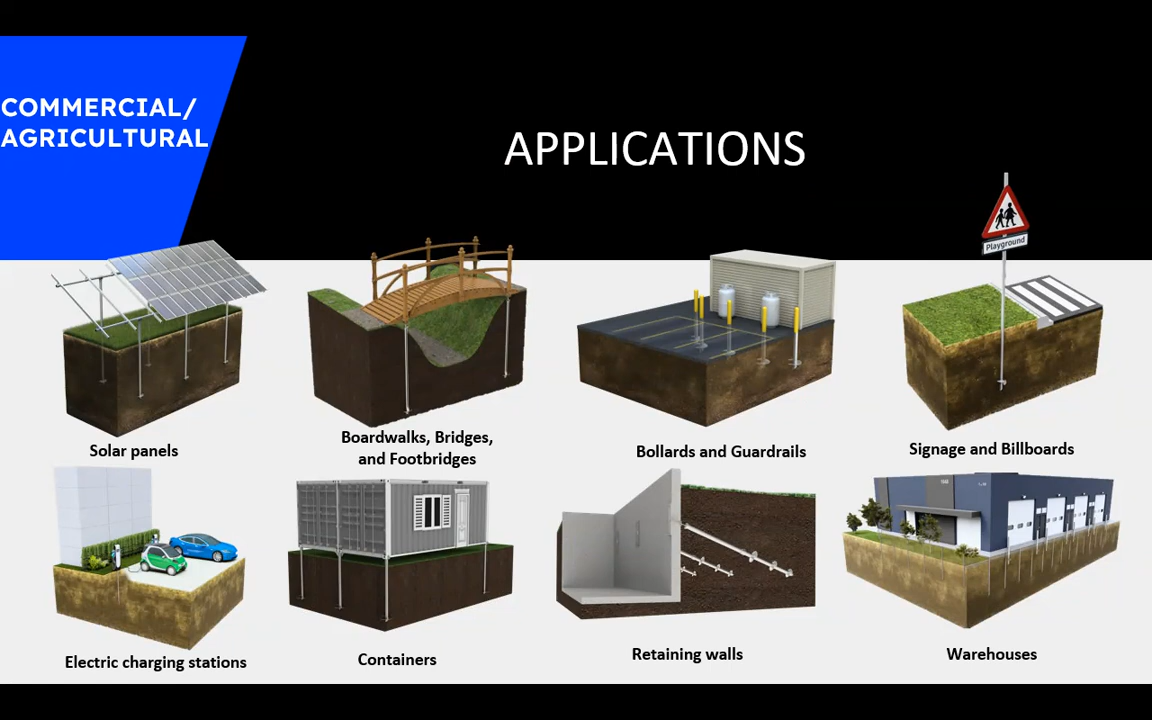 COMMERCIAL/
AGRICULTURAL
APPLICATIONS
Playground
Solar panels
Boardwalks, Bridges,
and Footbridges
Bollards and Guardrails
Signage and Billboards
Electric charging stations
Containers
Retaining walls
Warehouses